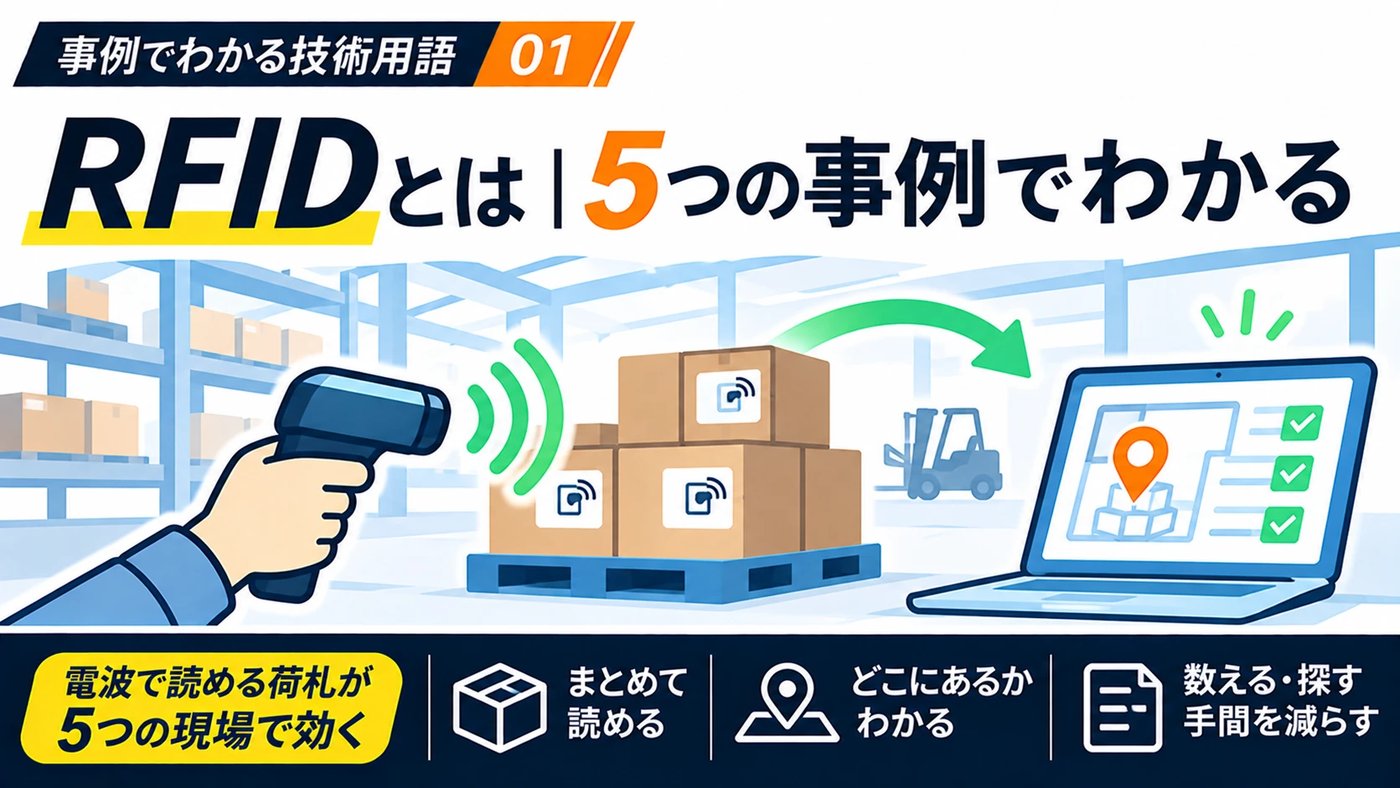 事例でわかる技術用語 01
RFIDとは｜5つの事例でわかる
電波で読める荷札が
5つの現場で効く
まとめて
読める
どこにあるか
わかる
数える・探す
手間を減らす